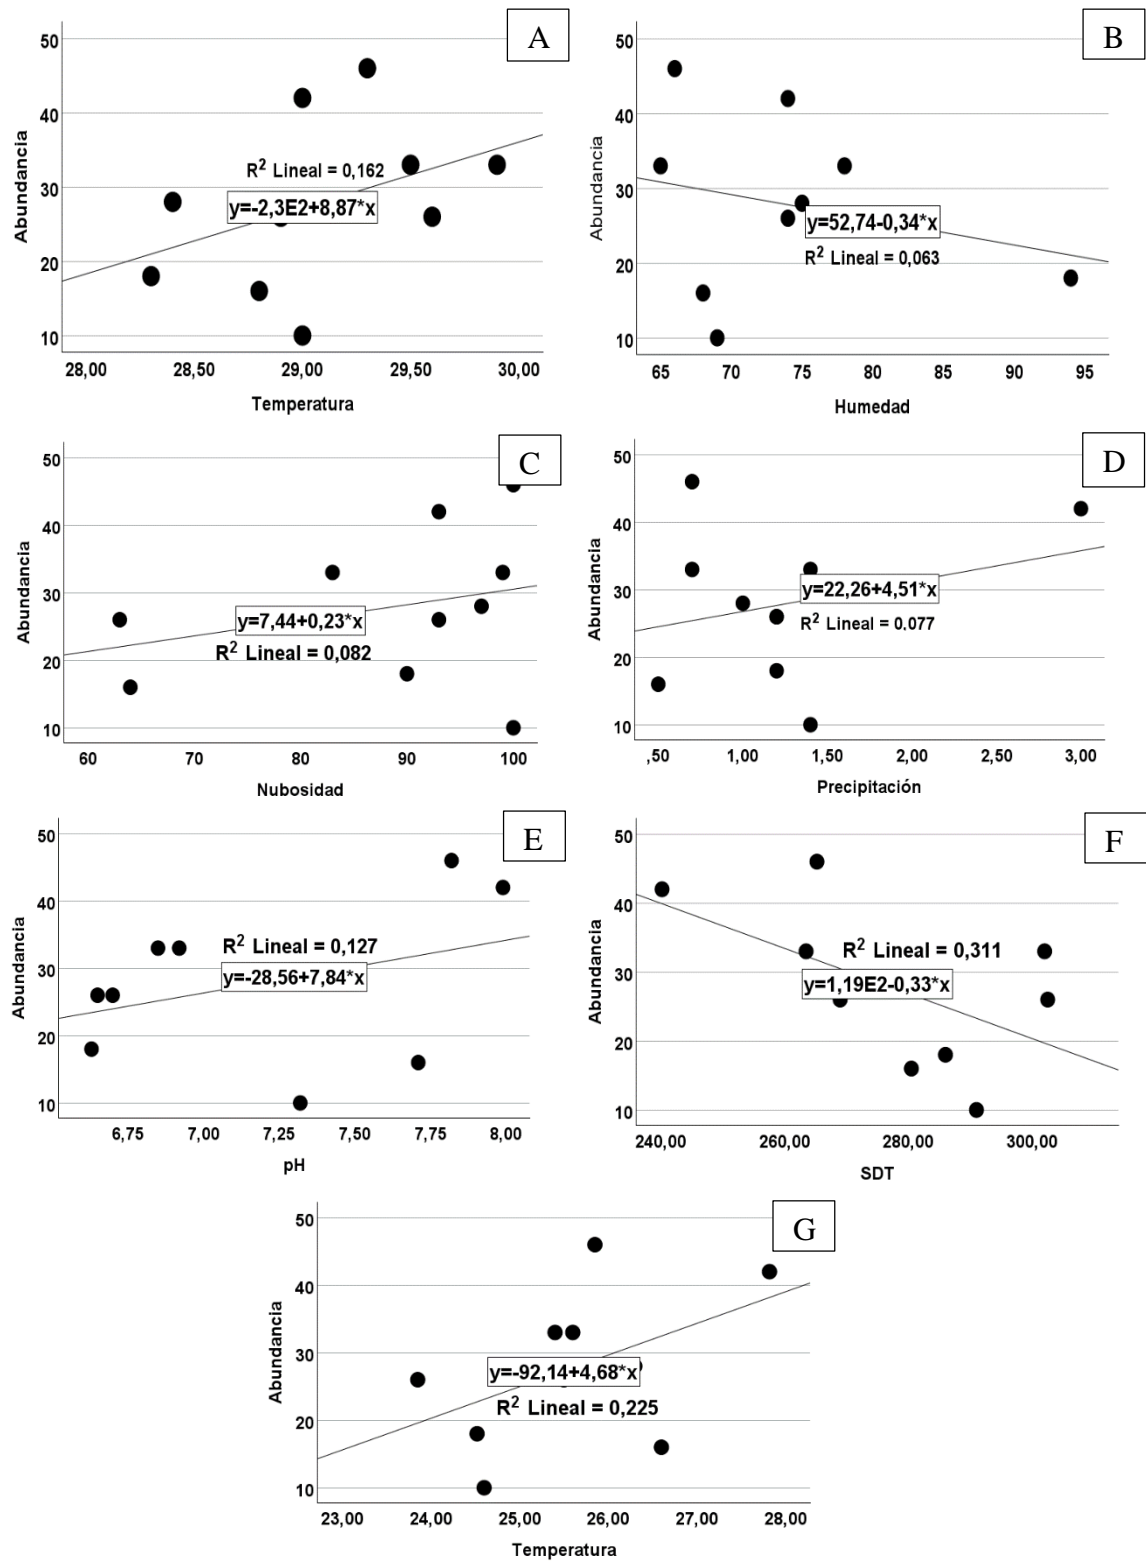 A
50
40
30
20
10
Abundancia
R² Lineal = 0,162
y=-2,3E2+8,87*x
28,00 28,50 29,00 29,50 30,00
Temperatura
B
50
40
30
20
10
Abundancia
y=52,74-0,34*x
R² Lineal = 0,063
65 70 75 80 85 90 95
Humedad
C
50
40
30
20
10
Abundancia
y=7,44+0,23*x
R² Lineal = 0,082
60 70 80 90 100
Nubosidad
D
50
40
30
20
10
Abundancia
y=22,26+4,51*x
R² Lineal = 0.077
,50 1,00 1,50 2,00 2,50 3,00
Precipitación
E
50
40
30
20
10
Abundancia
R² Lineal = 0,127
y=-28,56+7,84*x
6,75 7,00 7,25 7,50 7,75 8,00
pH
F
50
40
30
20
10
Abundancia
R² Lineal = 0,311
y=1,19E2-0,33*x
240,00 260,00 280,00 300,00
SDT
G
50
40
30
20
10
Abundancia
y=-92,14+4,68*x
R² Lineal = 0,225
23,00 24,00 25,00 26,00 27,00 28,00
Temperatura